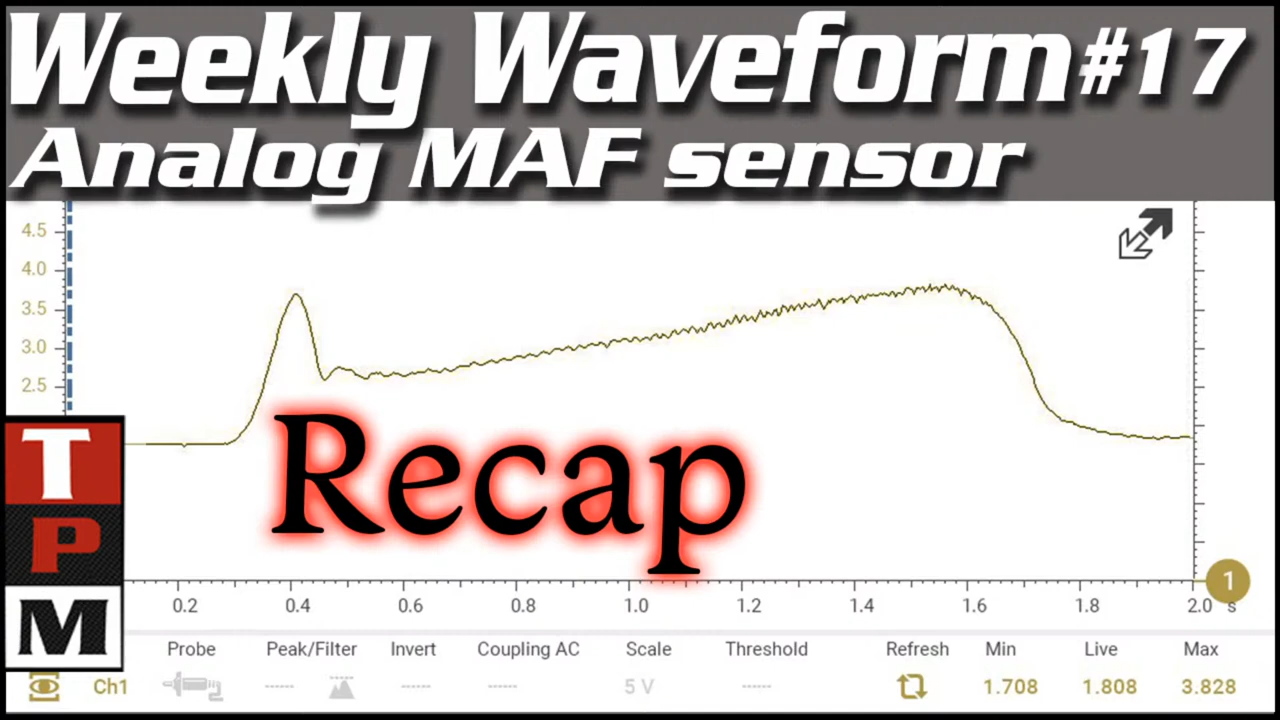 Weekly Waveform #17
Analog MAF sensor
4.5
4.0
3.5
3.0
2.5
Recap
T
P
M
1
0.2 0.4 0.6 0.8 1.0 1.2 1.4 1.6 1.8 2.0 s
Probe Peak/Filter Invert Coupling AC Scale Threshold Refresh Min Live Max
Ch1 ----- ----- ----- 5 V ----- 1.708 1.808 3.828